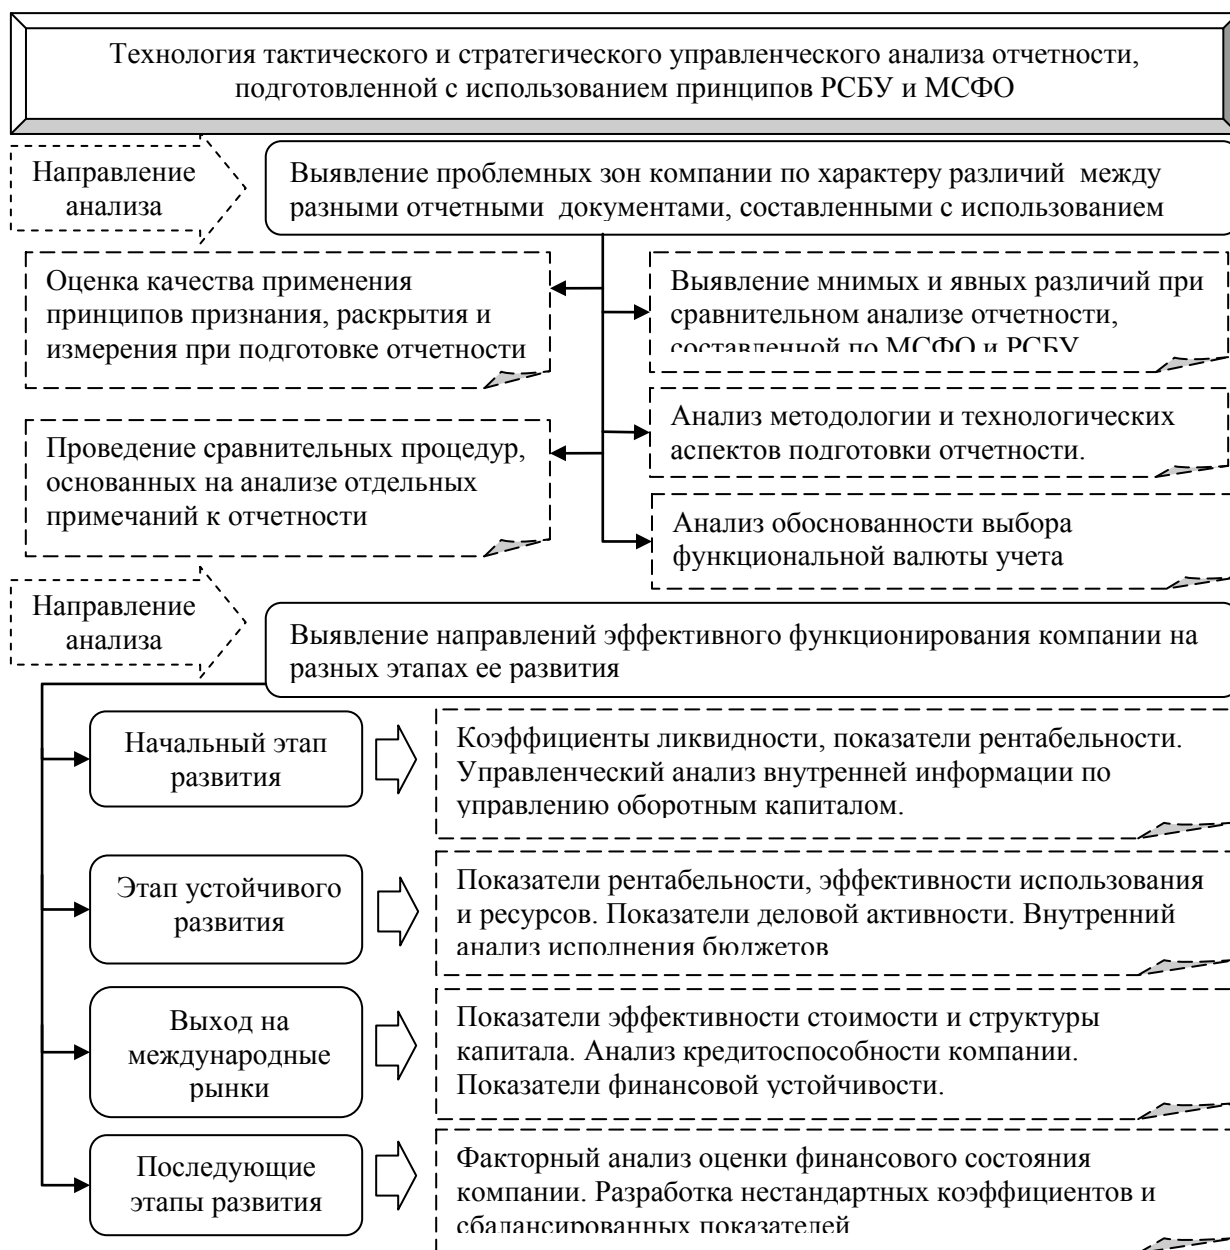 Технология тактического и стратегического управленческого анализа отчетности,
подготовленной с использованием принципов РСБУ и МСФО
Направление
анализа
Выявление проблемных зон компании по характеру различий между
разными отчетными документами, составленными с использованием
Оценка качества применения
принципов признания, раскрытия и
измерения при подготовке отчетности
Выявление мнимых и явных различий при
сравнительном анализе отчетности,
составленной по МСФО и РСБУ
Проведение сравнительных процедур,
основанных на анализе отдельных
примечаний к отчетности
Анализ методологии и технологических
аспектов подготовки отчетности.
Анализ обоснованности выбора
функциональной валюты учета
Направление
анализа
Выявление направлений эффективного функционирования компании на
разных этапах ее развития
Начальный этап
развития
Коэффициенты ликвидности, показатели рентабельности.
Управленческий анализ внутренней информации по
управлению оборотным капиталом.
Этап устойчивого
развития
Показатели рентабельности, эффективности использования
и ресурсов. Показатели деловой активности. Внутренний
анализ исполнения бюджетов
Выход на
международные
рынки
Показатели эффективности стоимости и структуры
капитала. Анализ кредитоспособности компании.
Показатели финансовой устойчивости.
Последующие
этапы развития
Факторный анализ оценки финансового состояния
компании. Разработка нестандартных коэффициентов и
сбалансированных показателей